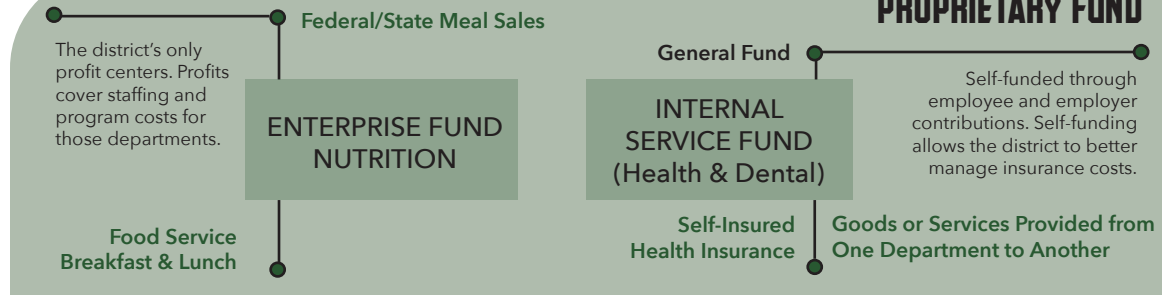 PROPRIETARY FUND
Federal/State Meal Sales
The district's only
profit centers. Profits
cover staffing and
program costs for
those departments.
ENTERPRISE FUND
NUTRITION
Food Service
Breakfast & Lunch
General Fund
Self-funded through
employee and employer
contributions. Self-funding
allows the district to better
manage insurance costs.
INTERNAL
SERVICE FUND
(Health & Dental)
Self-Insured
Health Insurance
Goods or Services Provided from
One Department to Another